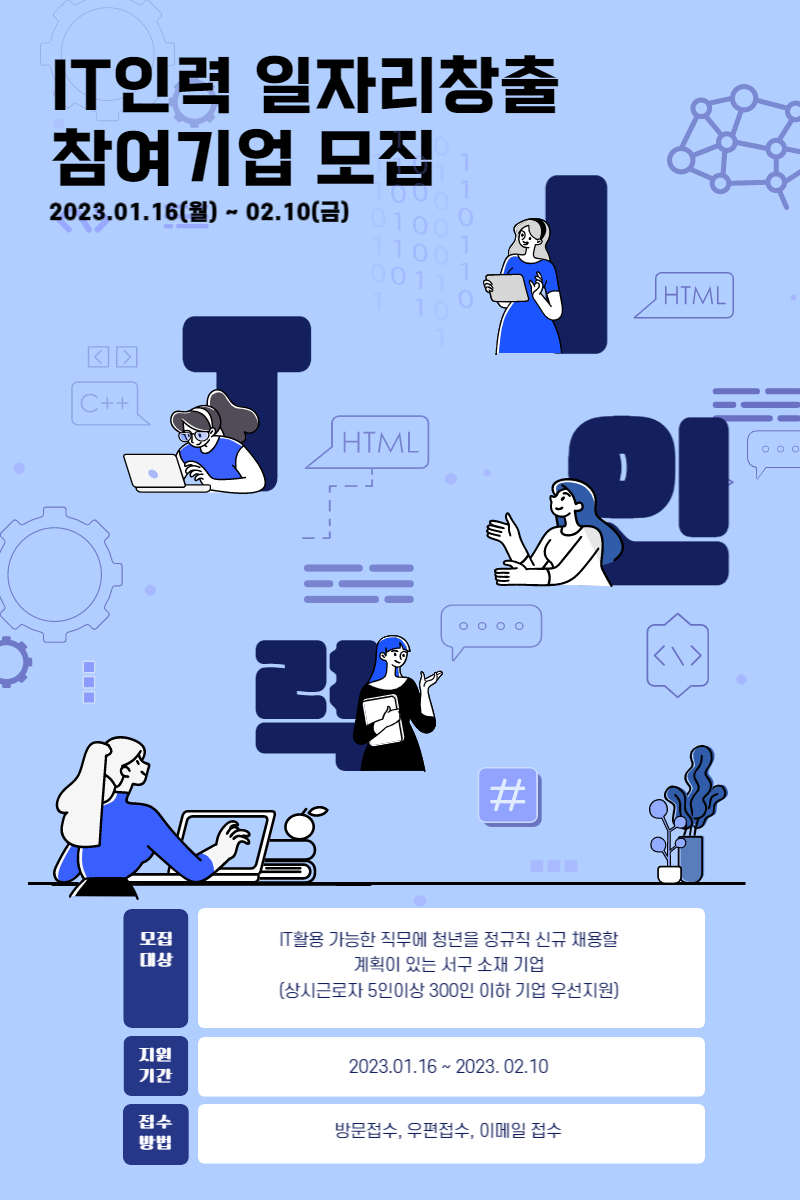 IT인력 일자리창출
참여기업 모집
2023.01.16(월) ~ 02.10(금)
I
HTML
T
C++
HTML
인
력
#
모집
대상
IT활용 가능한 직무에 청년을 정규직 신규 채용할
계획이 있는 서구 소재 기업
(상시근로자 5인이상 300인 이하 기업 우선지원)
지원
기간
2023.01.16 ~ 2023. 02.10
접수
방법
방문접수, 우편접수, 이메일 접수